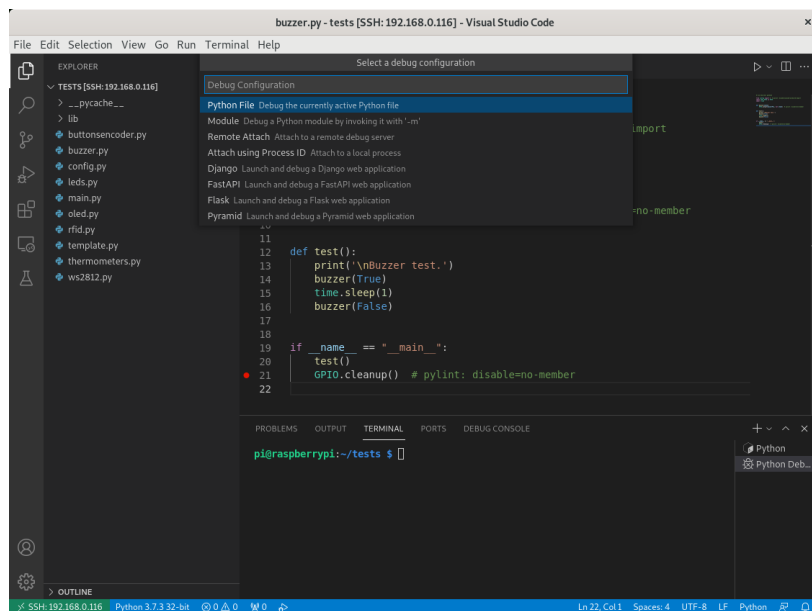 buzzer.py - tests [SSH: 192.168.0.116] - Visual Studio Code
File Edit Selection View Go Run Terminal Help
EXPLORER
TESTS [SSH: 192.168.0.116]
__pycache__
lib
buttonsencoder.py
buzzer.py
config.py
leds.py
main.py
oled.py
rfid.py
template.py
thermometers.py
ws2812.py
OUTLINE
Select a debug configuration
Debug Configuration
Python File Debug the currently active Python file
Module Debug a Python module by invoking it with '-m'
Remote Attach Attach to a remote debug server
Attach using Process ID Attach to a local process
Django Launch and debug a Django web application
FastAPI Launch and debug a FastAPI web application
Flask Launch and debug a Flask web application
Pyramid Launch and debug a Pyramid web application
import
=no-member
10
11
12 def test():
13 print('\nBuzzer test.')
14 buzzer(True)
15 time.sleep(1)
16 buzzer(False)
17
18
19 if __name__ == "__main__":
20 test()
21 GPIO.cleanup() # pylint: disable=no-member
22
PROBLEMS OUTPUT TERMINAL PORTS DEBUG CONSOLE
pi@raspberrypi:~/tests $
Python
Python Deb...
SSH: 192.168.0.116 Python 3.7.3 32-bit 0 0 0 Ln 22, Col 1 Spaces: 4 UTF-8 LF Python